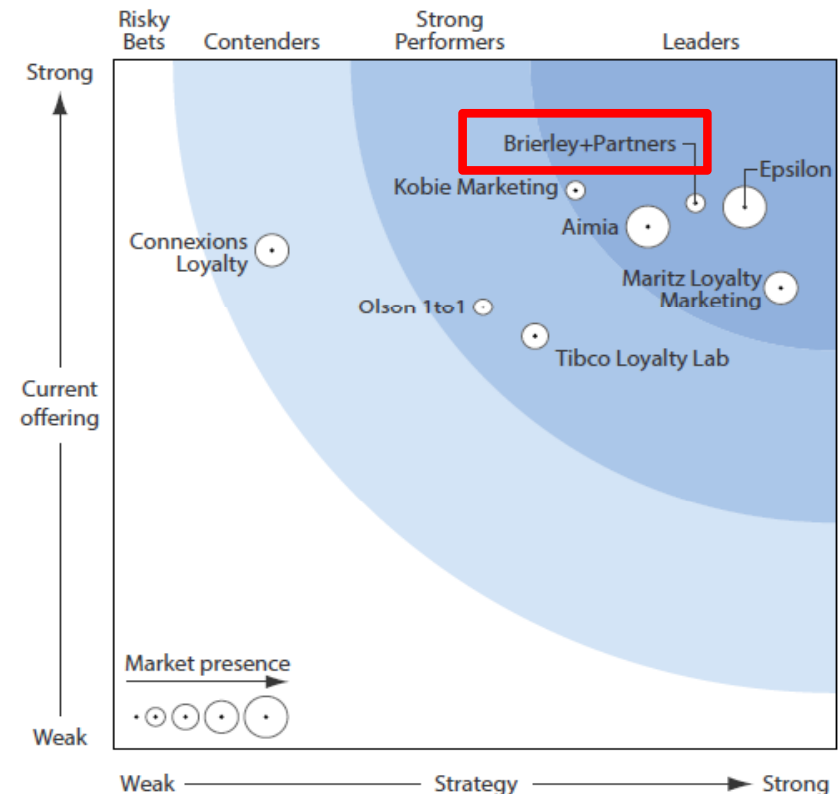 Risky
Bets
Contenders
Strong
Performers
Leaders
Strong
Brierley+Partners
Epsilon
Kobie Marketing
Aimia
Connexions
Loyalty
Maritz Loyalty
Marketing
Olson 1to1
Tibco Loyalty Lab
Current
offering
Market presence
Weak
Weak
Strategy
Strong